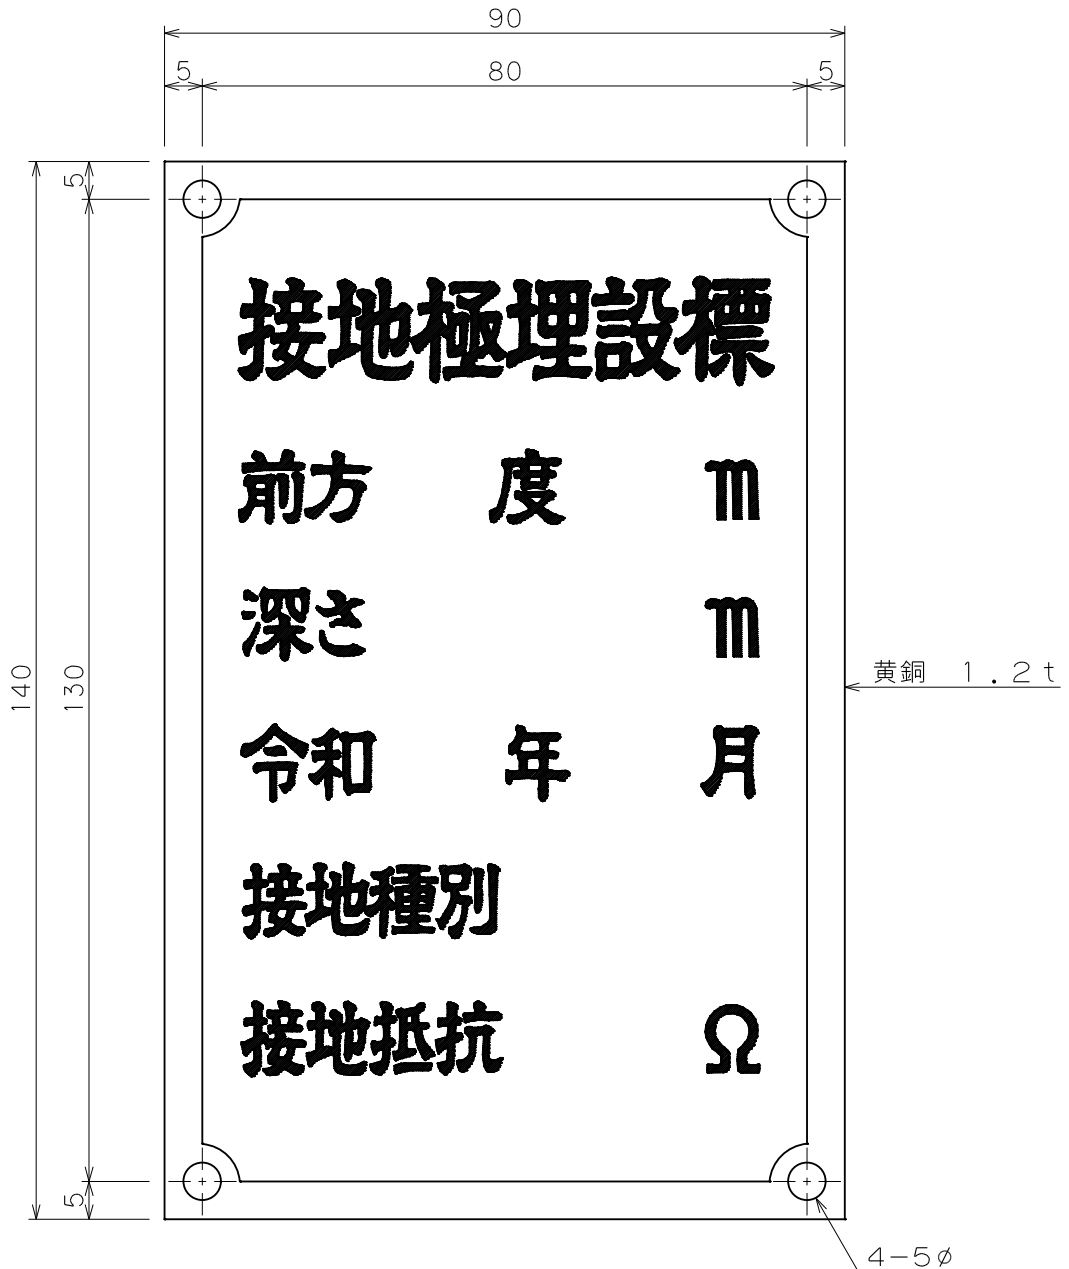 90
5 80 5
5
接地極埋設標
前方 度 m
深さ m
140 130
黄銅 1.2t
令和 年 月
接地種別
接地抵抗 Ω
5
4-5φ